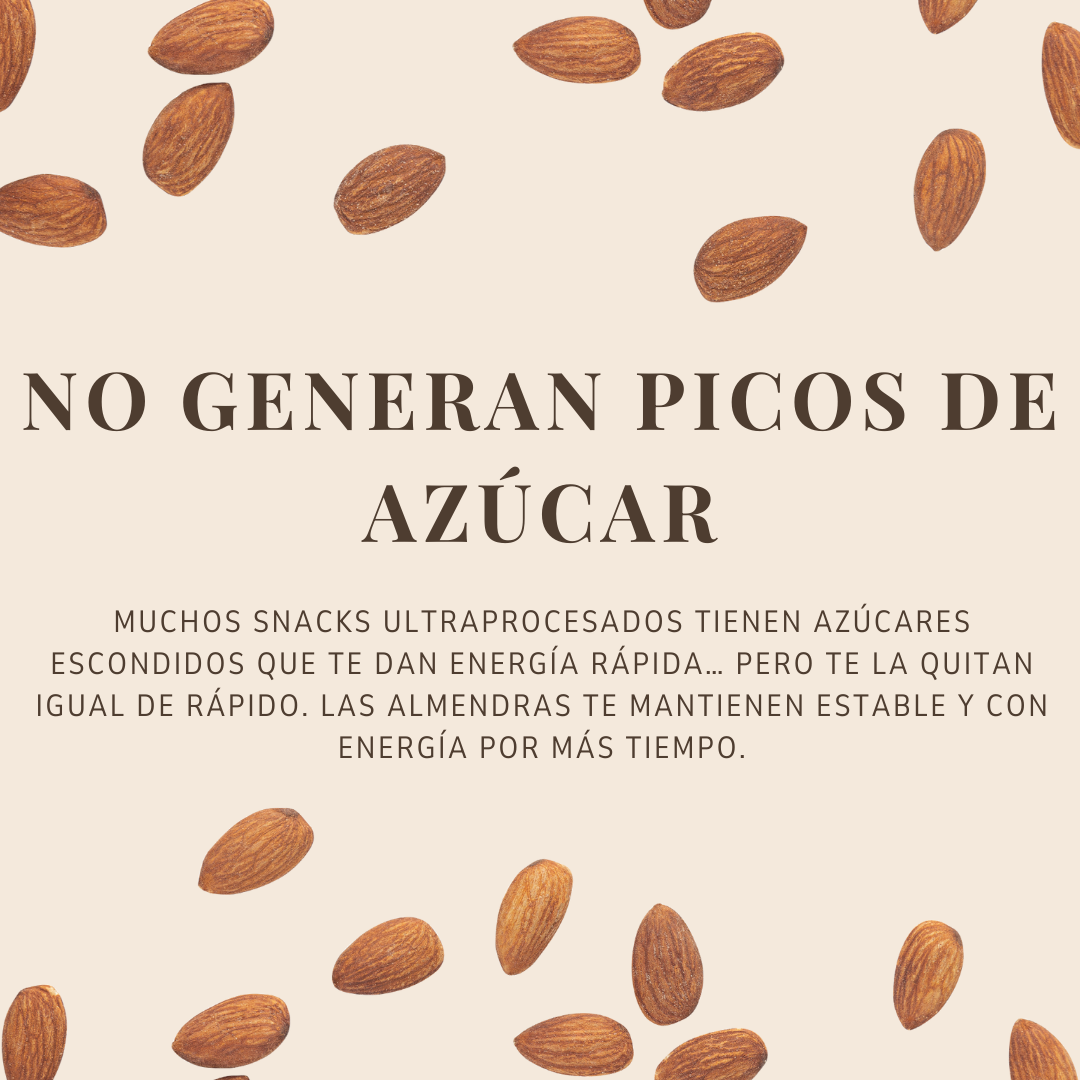 NO GENERAN PICOS DE
AZÚCAR
MUCHOS SNACKS ULTRAPROCESADOS TIENEN AZÚCARES
ESCONDIDOS QUE TE DAN ENERGÍA RÁPIDA... PERO TE LA QUITAN
IGUAL DE RÁPIDO. LAS ALMENDRAS TE MANTIENEN ESTABLE Y CON
ENERGÍA POR MÁS TIEMPO.